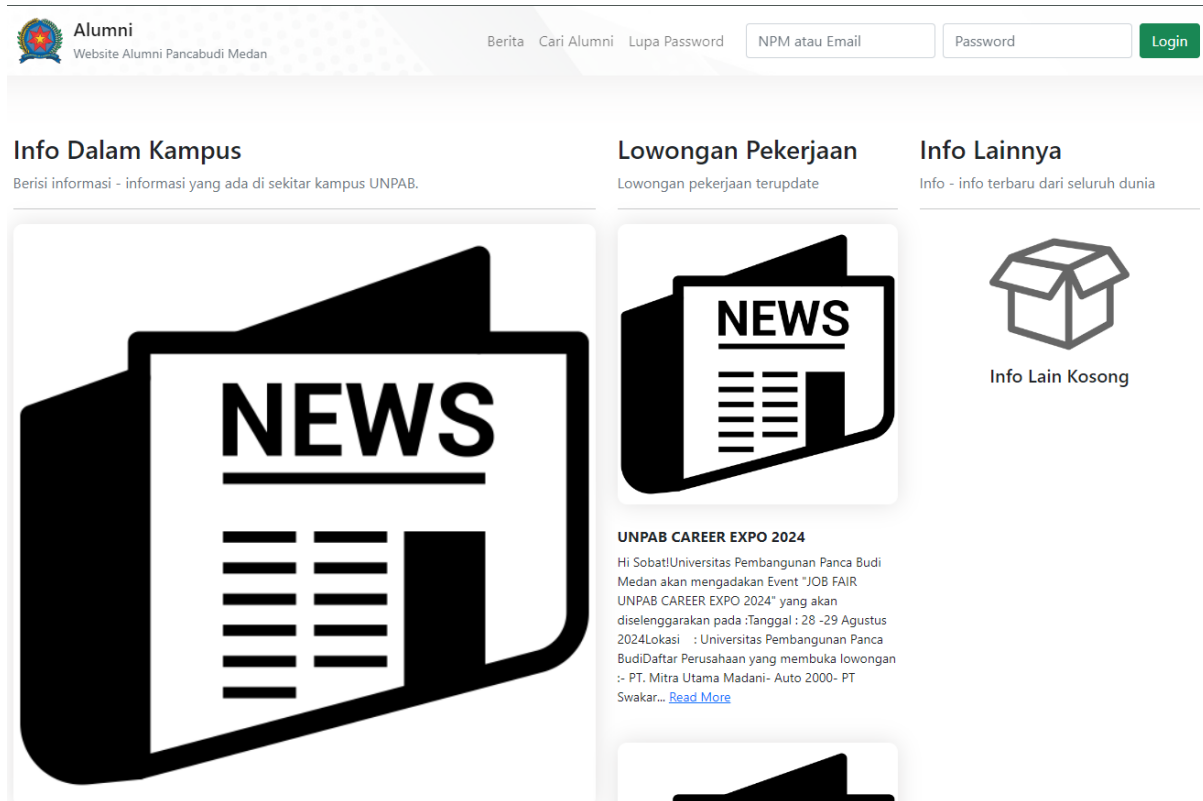 Alumni
Website Alumni Pancabudi Medan
Berita Cari Alumni Lupa Password NPM atau Email Password Login
Info Dalam Kampus
Berisi informasi - informasi yang ada di sekitar kampus UNPAB.
NEWS
Lowongan Pekerjaan
Lowongan pekerjaan terupdate
NEWS
UNPAB CAREER EXPO 2024
Hi Sobat!Universitas Pembangunan Panca Budi
Medan akan mengadakan Event "JOB FAIR
UNPAB CAREER EXPO 2024" yang akan
diselenggarakan pada :Tanggal : 28 -29 Agustus
2024Lokasi : Universitas Pembangunan Panca
BudiDaftar Perusahaan yang membuka lowongan
:- PT. Mitra Utama Madani- Auto 2000- PT
Swakar... Read More
Info Lainnya
Info - info terbaru dari seluruh dunia
Info Lain Kosong